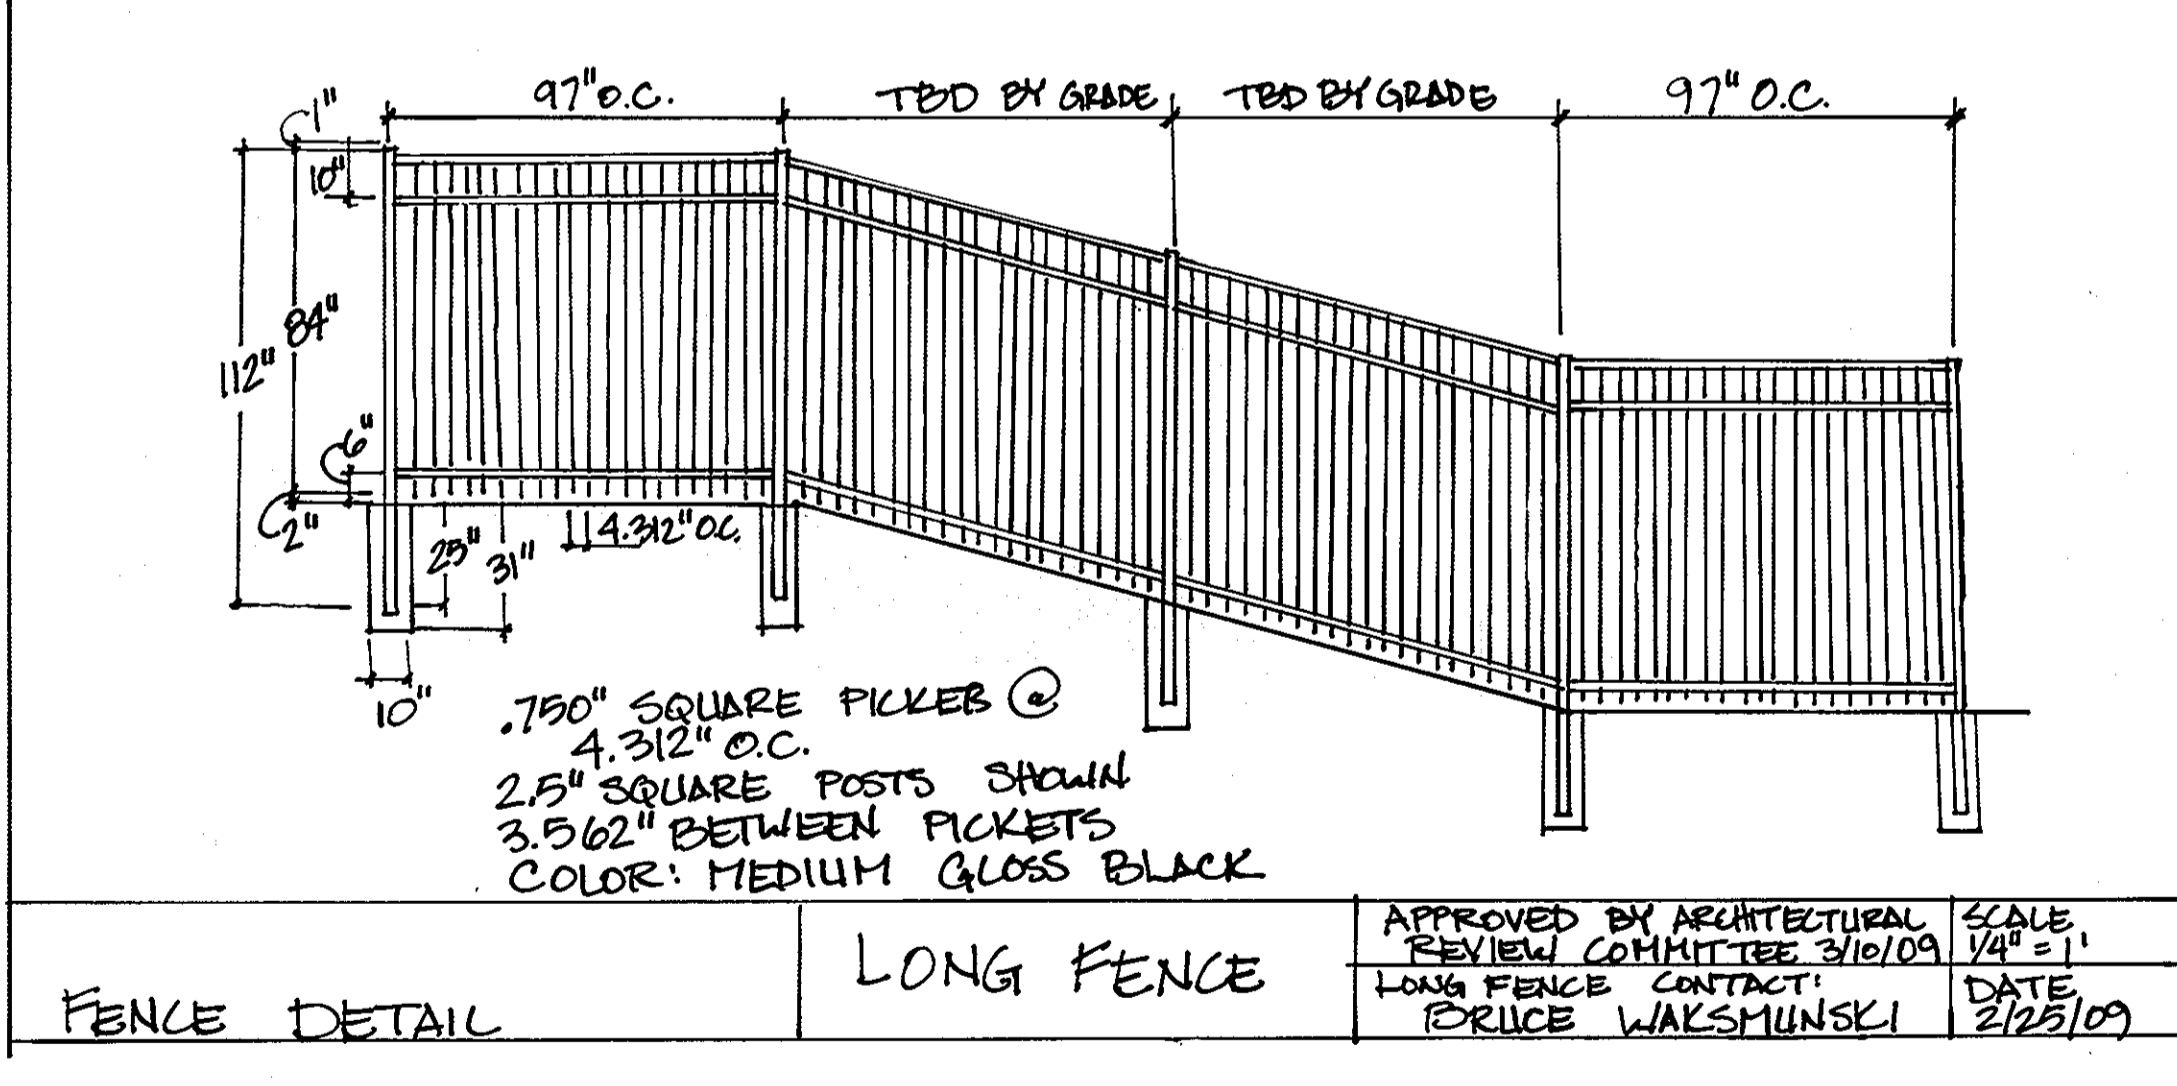 97" O.C. TBD BY GRADE TBD BY GRADE 97" O.C.
1"
10"
84"
112"
6"
2"
25"
31"
4.312" O.C.
10"
.750" SQUARE PICKEB @
4.312" O.C.
2.5" SQUARE POSTS SHOWN
3.562" BETWEEN PICKETS
COLOR: MEDIUM GLOSS BLACK
FENCE DETAIL
LONG FENCE
APPROVED BY ARCHITECTURAL
REVIEW COMMITTEE 3/10/09
LONG FENCE CONTACT:
BRUCE WAKSMUNSKI
SCALE
1/4" = 1'
DATE
2/25/09